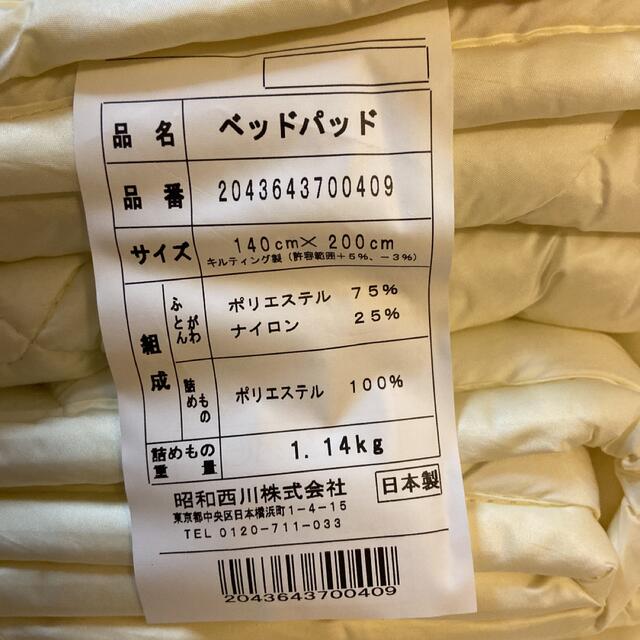 品名 ベッドパッド
品番 2043643700409
サイズ 140cm×200cm
キルティング製(許容範囲+5%、-3%)
組成
ふとんがわ
ポリエステル 75%
ナイロン 25%
詰めもの
ポリエステル 100%
詰めもの重量 1.14kg
昭和西川株式会社 日本製
東京都中央区日本橋浜町1-4-15
TEL 0120-711-033
2043643700409